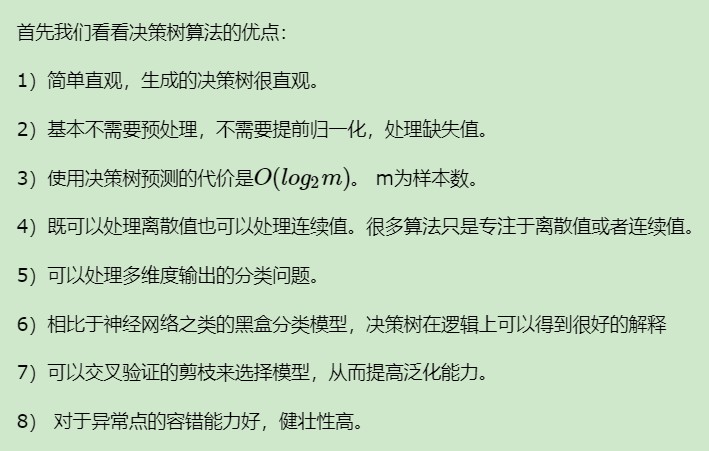 首先我们看看决策树算法的优点：
1）简单直观，生成的决策树很直观。
2）基本不需要预处理，不需要提前归一化，处理缺失值。
3）使用决策树预测的代价是O(log₂m)。 m为样本数。
4）既可以处理离散值也可以处理连续值。很多算法只是专注于离散值或者连续值。
5）可以处理多维度输出的分类问题。
6）相比于神经网络之类的黑盒分类模型，决策树在逻辑上可以得到很好的解释
7）可以交叉验证的剪枝来选择模型，从而提高泛化能力。
8） 对于异常点的容错能力好，健壮性高。